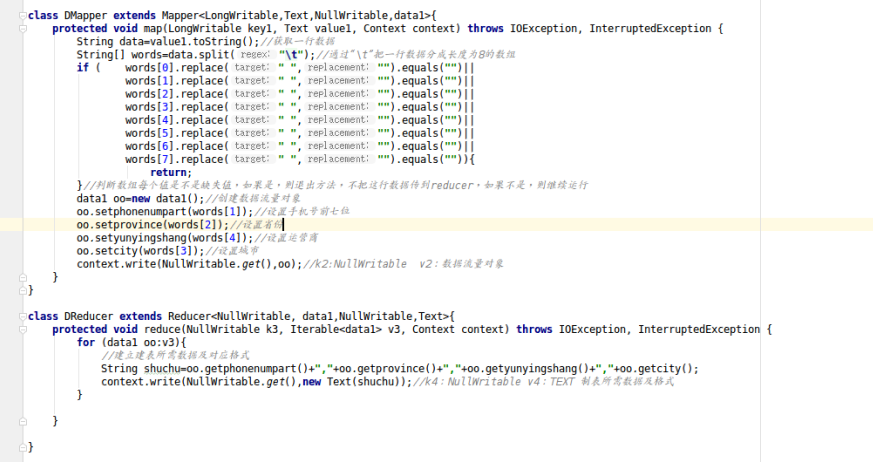 class DMapper extends Mapper<LongWritable,Text,NullWritable,data1>{
protected void map(LongWritable key1, Text value1, Context context) throws IOException, InterruptedException {
String data=value1.toString();//获取一行数据
String[] words=data.split( regex: "\t");//通过"\t"把一行数据分成长度为8的数组
if ( words[0].replace( target: " ", replacement: "").equals("")||
words[1].replace( target: " ", replacement: "").equals("")||
words[2].replace( target: " ", replacement: "").equals("")||
words[3].replace( target: " ", replacement: "").equals("")||
words[4].replace( target: " ", replacement: "").equals("")||
words[5].replace( target: " ", replacement: "").equals("")||
words[6].replace( target: " ", replacement: "").equals("")||
words[7].replace( target: " ", replacement: "").equals("")){
return;
}//判断数组每个值是不是缺失值，如果是，则退出方法，不把这行数据传到reducer，如果不是，则继续运行
data1 oo=new data1();//创建数据流量对象
oo.setphonenumpart(words[1]);//设置手机号前七位
oo.setprovince(words[2]);//设置省份
oo.setyunyingshang(words[4]);//设置运营商
oo.setcity(words[3]);//设置城市
context.write(NullWritable.get(),oo);//k2:NullWritable v2：数据流量对象
}
}
class DReducer extends Reducer<NullWritable, data1,NullWritable,Text>{
protected void reduce(NullWritable k3, Iterable<data1> v3, Context context) throws IOException, InterruptedException {
for (data1 oo:v3){
//建立建表所需数据及对应格式
String shuchu=oo.getphonenumpart()+","+oo.getprovince()+","+oo.getyunyingshang()+","+oo.getcity();
context.write(NullWritable.get(),new Text(shuchu));//k4：NullWritable v4：TEXT 制表所需数据及格式
}
}
}